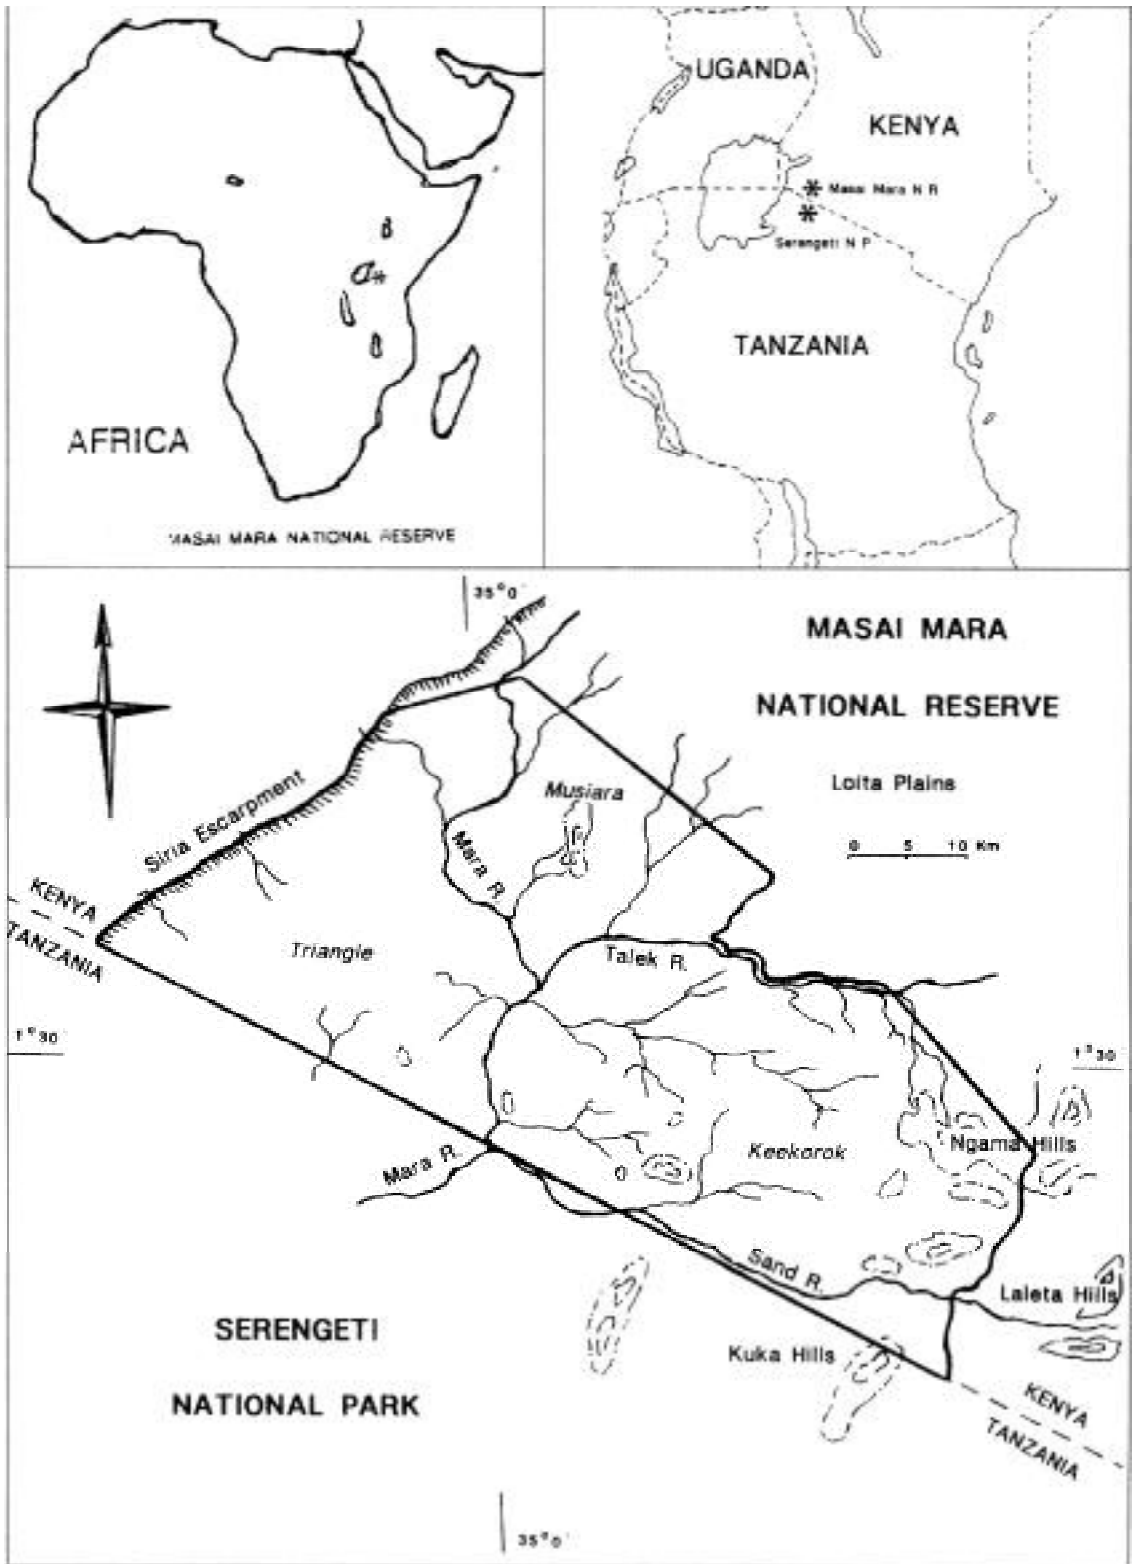 AFRICA
MASAI MARA NATIONAL RESERVE
UGANDA
KENYA
Masai Mara N R
Serengeti N P
TANZANIA
35°0'
MASAI MARA
NATIONAL RESERVE
Loita Plains
0 5 10 Km
Musiara
Siria Escarpment
Mara R.
KENYA
TANZANIA
Triangle
Talek R.
1°30
1°30
Ngama Hills
Keekorok
Mara R.
Sand R.
Laleta Hills
SERENGETI
NATIONAL PARK
Kuka Hills
KENYA
TANZANIA
35°0'